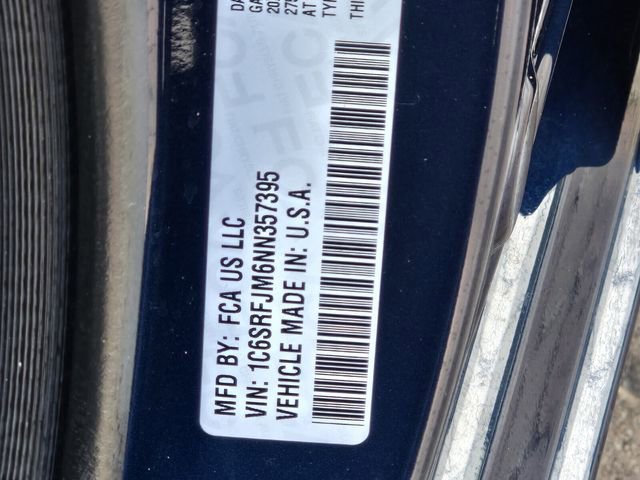 MFD BY: FCA US LLC
VIN: 1C6SRFJM6NN357395
VEHICLE MADE IN: U.S.A.